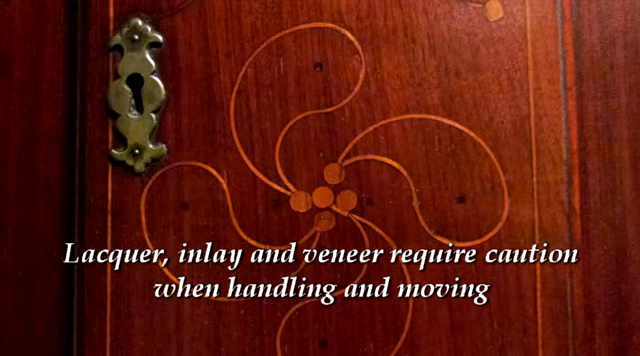 Lacquer, inlay and veneer require caution
when handling and moving